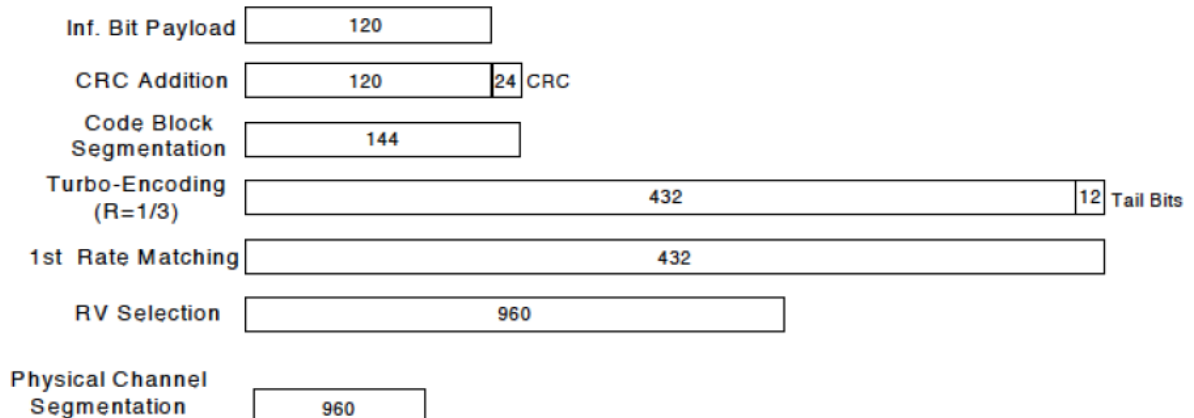 Inf. Bit Payload 120
CRC Addition 120 24 CRC
Code Block
Segmentation 144
Turbo-Encoding
(R=1/3) 432 12 Tail Bits
1st Rate Matching 432
RV Selection 960
Physical Channel
Segmentation 960